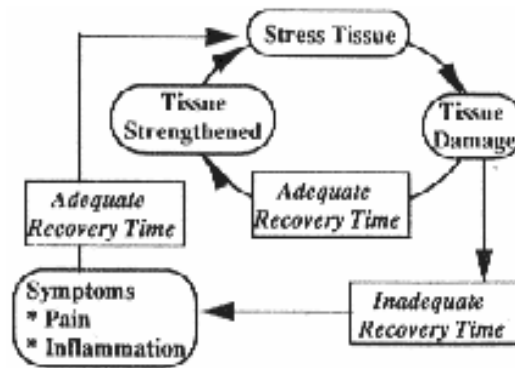 Stress Tissue
Tissue
Strengthened
Tissue
Damage
Adequate
Recovery Time
Adequate
Recovery Time
Symptoms
* Pain
* Inflammation
Inadequate
Recovery Time